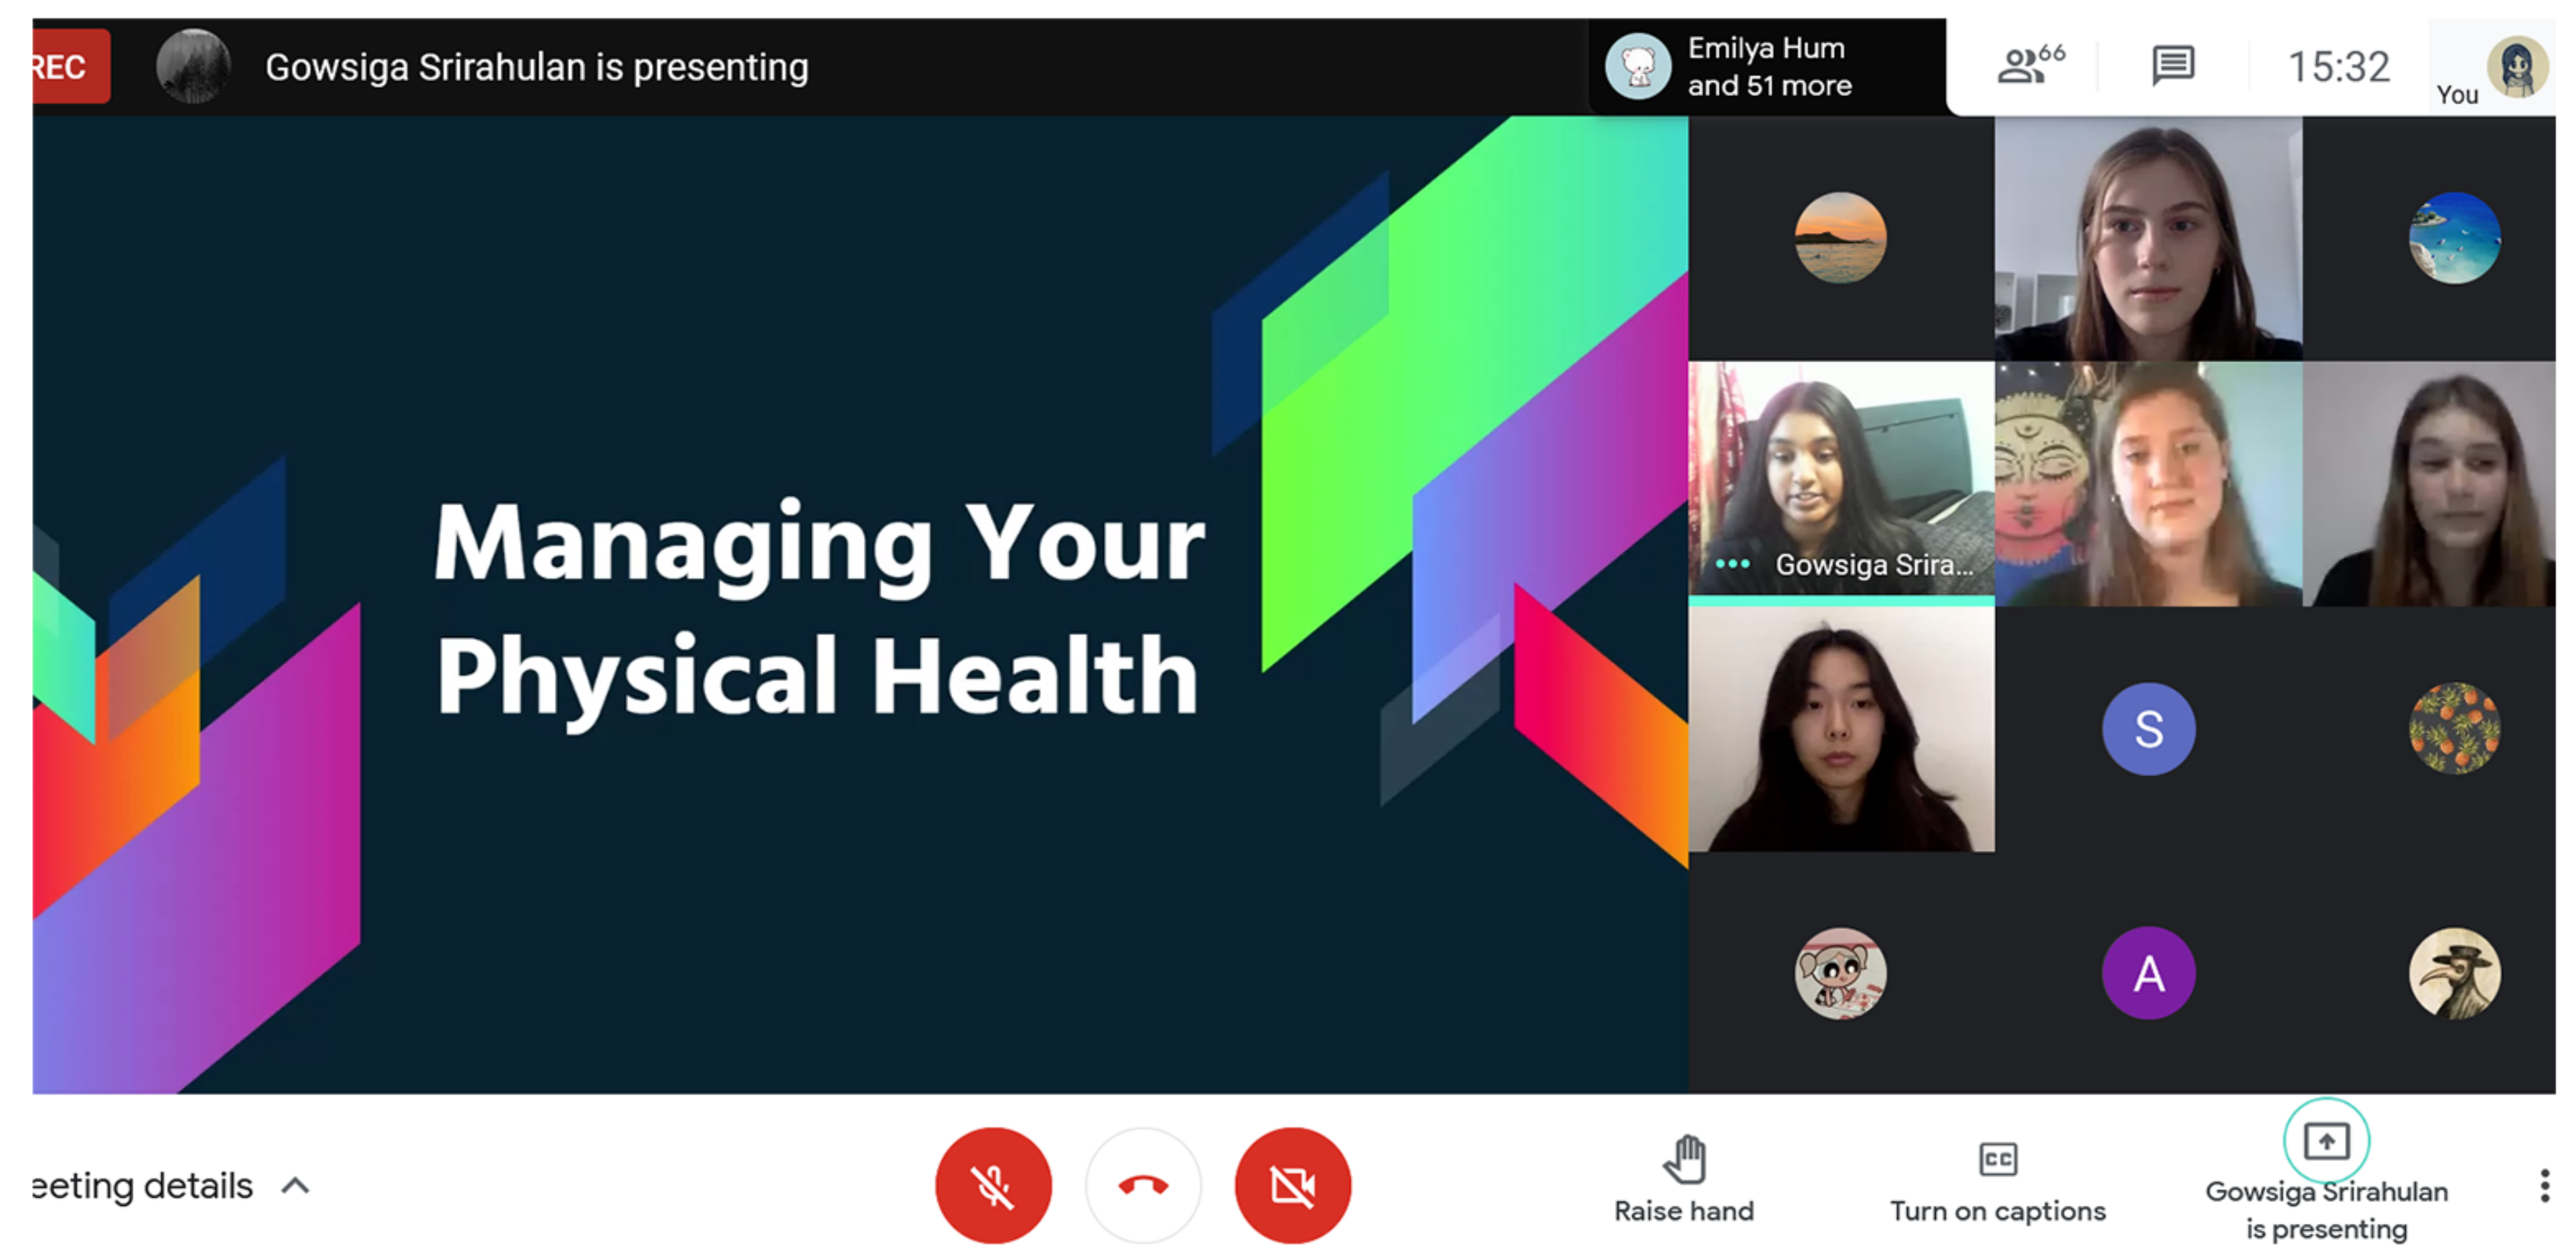 REC
Gowsiga Srirahulan is presenting
Emilya Hum
and 51 more
66
15:32
You
Managing Your
Physical Health
Gowsiga Srira...
S
A
eeting details
Raise hand
CC
Turn on captions
Gowsiga Srirahulan
is presenting